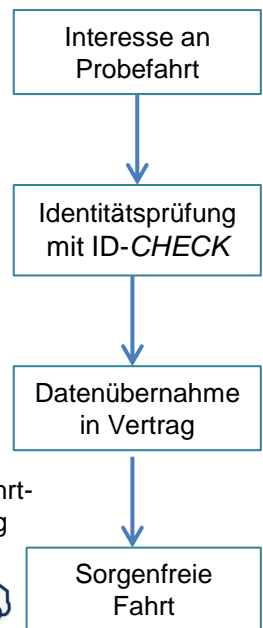 Interesse an
Probefahrt
Identitätsprüfung
mit ID-CHECK
Datenübernahme
in Vertrag
Sorgenfreie
Fahrt